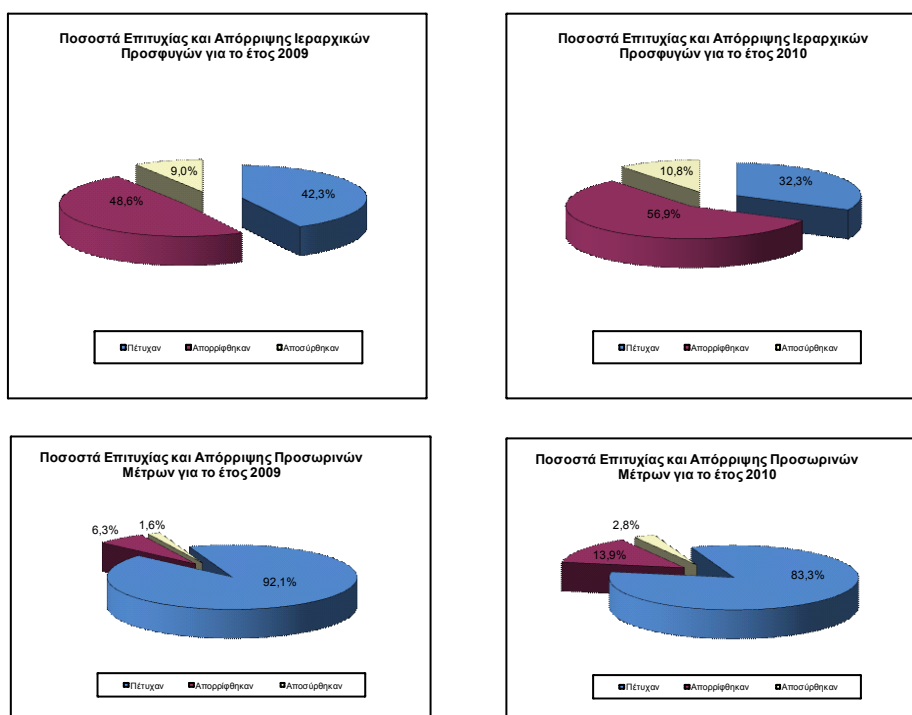 Ποσοστά Επιτυχίας και Απόρριψης Ιεραρχικών
Προσφυγών για το έτος 2009
9,0%
42,3%
48,6%
Πέτυχαν Απορρίφθηκαν Αποσύρθηκαν
Ποσοστά Επιτυχίας και Απόρριψης Ιεραρχικών
Προσφυγών για το έτος 2010
10,8%
32,3%
56,9%
Πέτυχαν Απορρίφθηκαν Αποσύρθηκαν
Ποσοστά Επιτυχίας και Απόρριψης Προσωρινών
Μέτρων για το έτος 2009
6,3%
1,6%
92,1%
Πέτυχαν Απορρίφθηκαν Αποσύρθηκαν
Ποσοστά Επιτυχίας και Απόρριψης Προσωρινών
Μέτρων για το έτος 2010
2,8%
13,9%
83,3%
Πέτυχαν Απορρίφθηκαν Αποσύρθηκαν